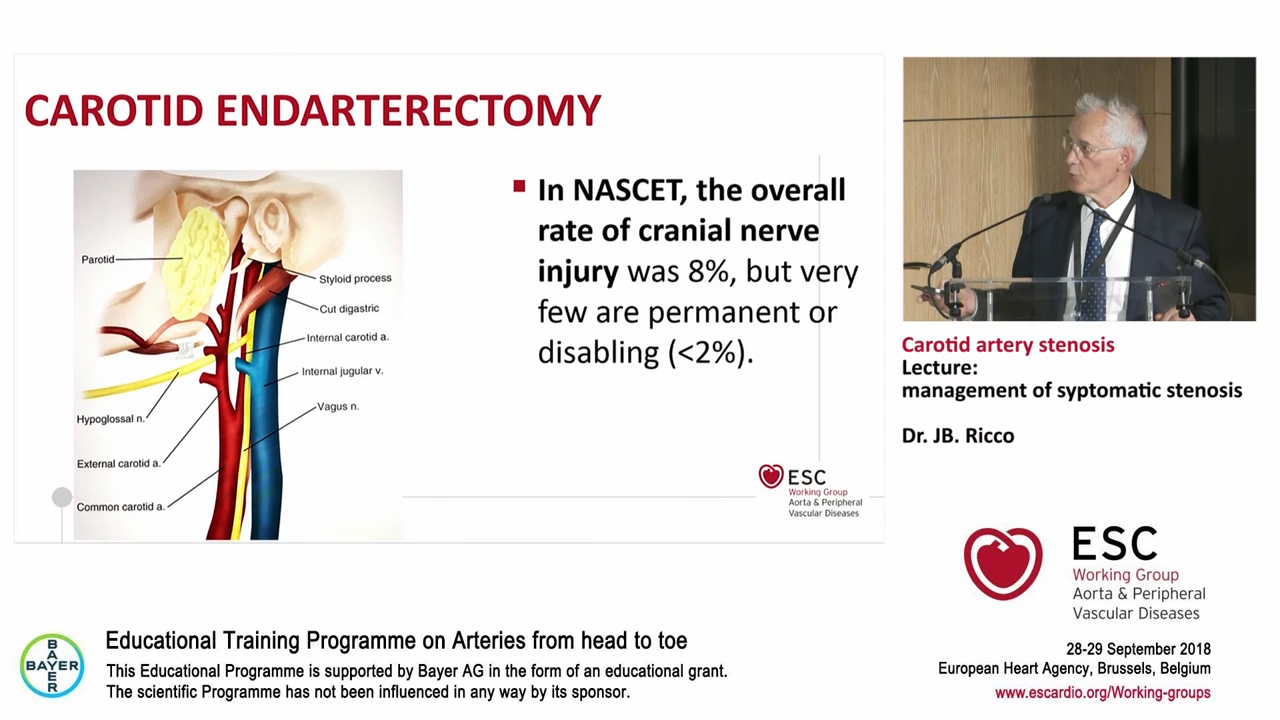 CAROTID ENDARTERECTOMY
Parotid
Styloid process
Cut digastric
Internal carotid a.
Internal jugular v.
Vagus n.
Hypoglossal n.
External carotid a.
Common carotid a.
In NASCET, the overall
rate of cranial nerve
injury was 8%, but very
few are permanent or
disabling (<2%).
ESC
Working Group
Aorta & Peripheral
Vascular Diseases
Carotid artery stenosis
Lecture:
management of syptomatic stenosis
Dr. JB. Ricco
ESC
Working Group
Aorta & Peripheral
Vascular Diseases
BAYER
BAYER
Educational Training Programme on Arteries from head to toe
This Educational Programme is supported by Bayer AG in the form of an educational grant.
The scientific Programme has not been influenced in any way by its sponsor.
28-29 September 2018
European Heart Agency, Brussels, Belgium
www.escardio.org/Working-groups